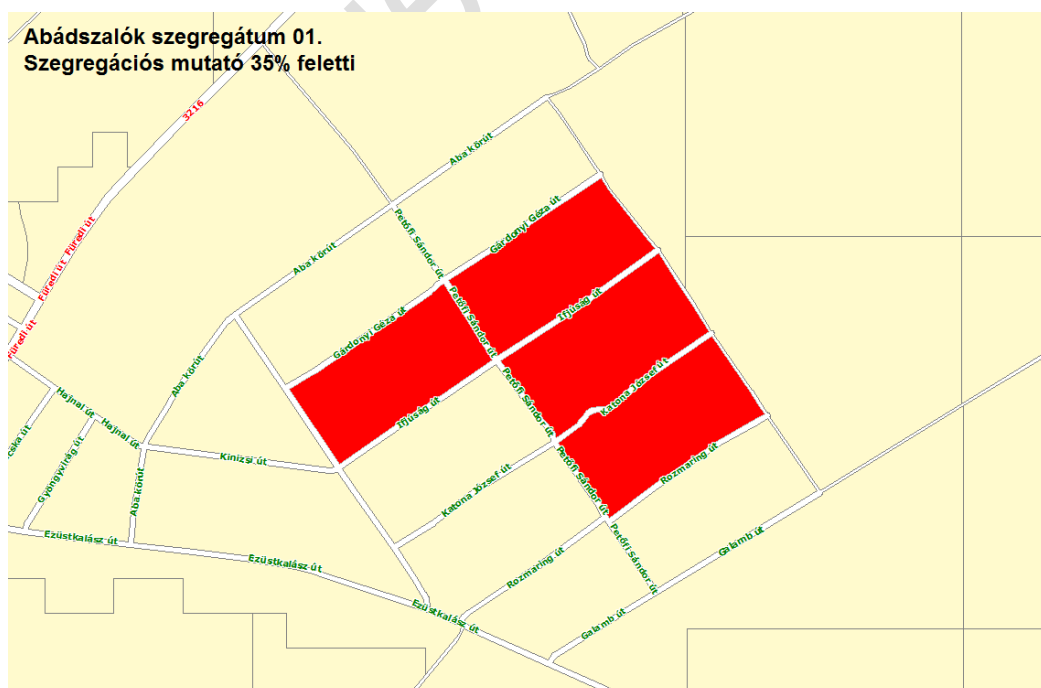 Abádszalók szegregátum 01.
Szegregációs mutató 35% feletti
3216
Aba körút
Petőfi Sándor út
Gárdonyi Géza út
Aba körút
Füredi út Füredi út
Petőfi Sándor út
Ifjúság út
Gárdonyi Géza út
Füredi út
Aba körút
Petőfi Sándor út
Katona József út
Ifjúság út
Hajnal út
Hajnal út
Kinizsi út
Gyöngyvirág út
Aba körút
Katona József út
Petőfi Sándor út
Rozmaring út
Ezüstkalász út
Ezüstkalász út
Rozmaring út
Petőfi Sándor út
Galamb út
Ezüstkalász út
Galamb út